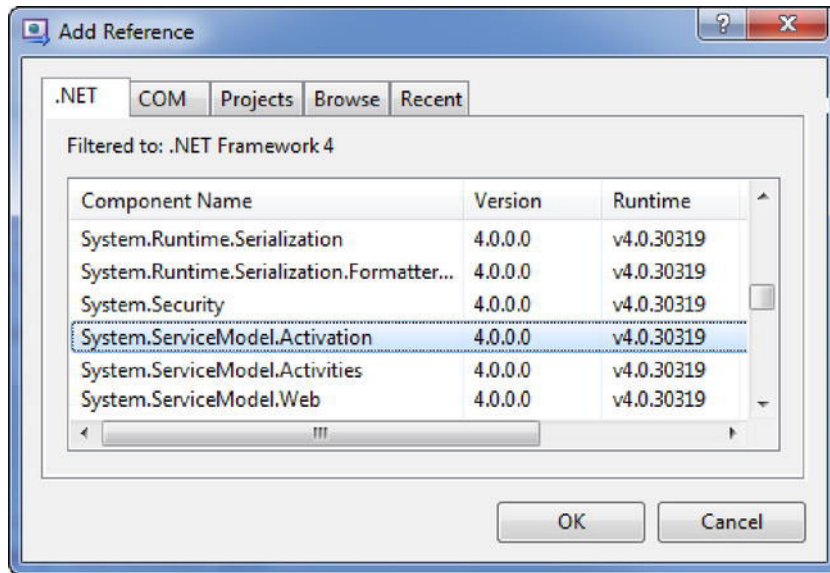 Add Reference
.NET COM Projects Browse Recent
Filtered to: .NET Framework 4
Component Name Version Runtime
System.Runtime.Serialization 4.0.0.0 v4.0.30319
System.Runtime.Serialization.Formatter... 4.0.0.0 v4.0.30319
System.Security 4.0.0.0 v4.0.30319
System.ServiceModel.Activation 4.0.0.0 v4.0.30319
System.ServiceModel.Activities 4.0.0.0 v4.0.30319
System.ServiceModel.Web 4.0.0.0 v4.0.30319
OK Cancel